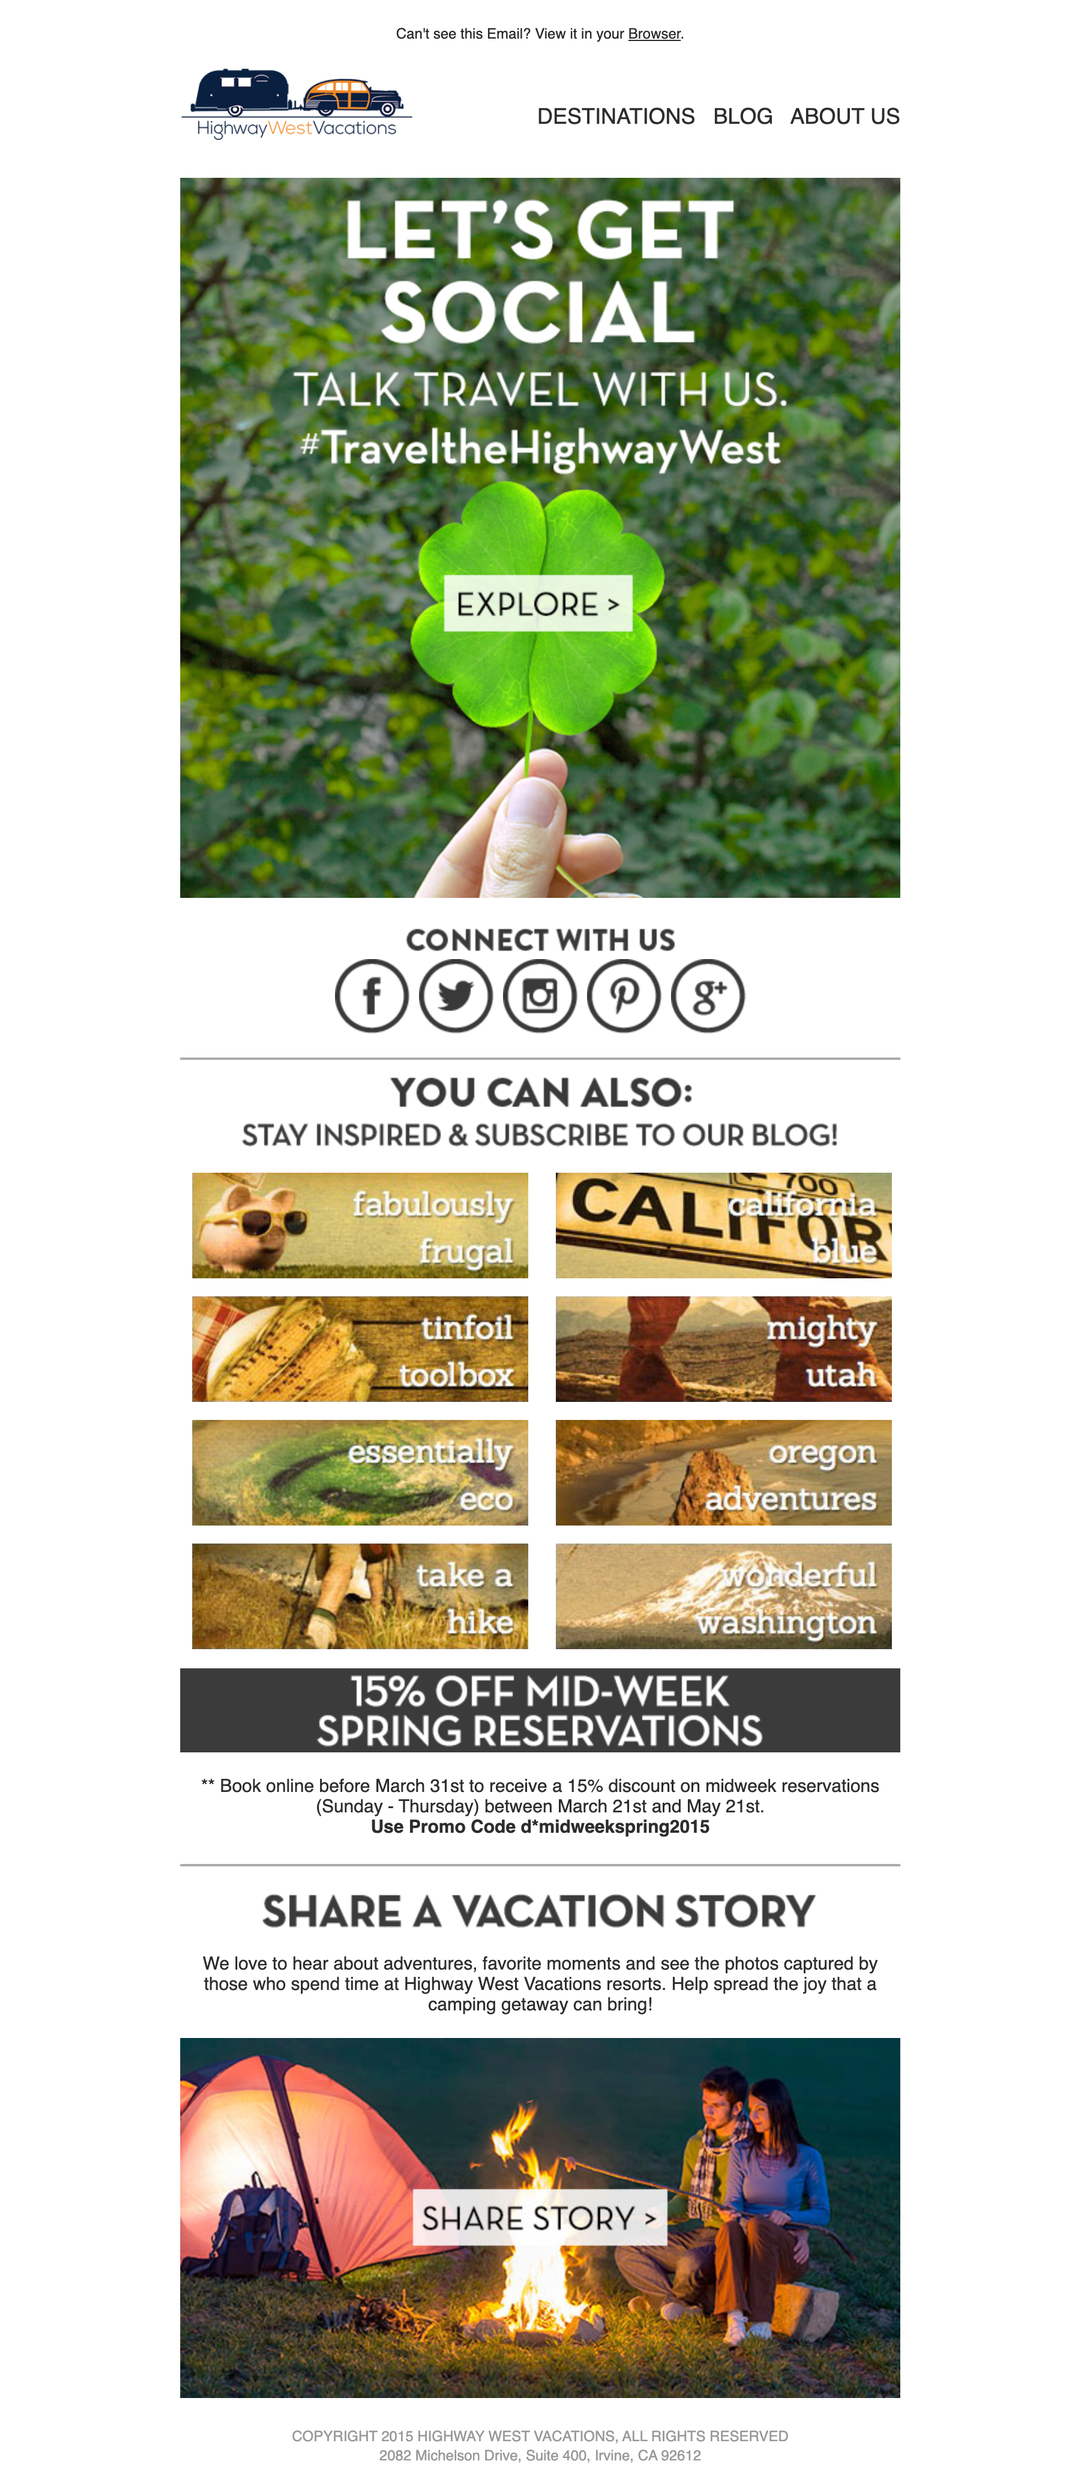 Can't see this Email? View it in your Browser.
HighwayWestVacations
DESTINATIONS BLOG ABOUT US
LET'S GET
SOCIAL
TALK TRAVEL WITH US.
#TraveltheHighwayWest
EXPLORE >
CONNECT WITH US
f g+
YOU CAN ALSO:
STAY INSPIRED & SUBSCRIBE TO OUR BLOG!
fabulously
frugal
700
CALIFOR
california
blue
tinfoil
toolbox
mighty
utah
essentially
eco
oregon
adventures
take a
hike
wonderful
washington
15% OFF MID-WEEK
SPRING RESERVATIONS
** Book online before March 31st to receive a 15% discount on midweek reservations
(Sunday - Thursday) between March 21st and May 21st.
Use Promo Code d*midweekspring2015
SHARE A VACATION STORY
We love to hear about adventures, favorite moments and see the photos captured by
those who spend time at Highway West Vacations resorts. Help spread the joy that a
camping getaway can bring!
SHARE STORY >
COPYRIGHT 2015 HIGHWAY WEST VACATIONS, ALL RIGHTS RESERVED
2082 Michelson Drive, Suite 400, Irvine, CA 92612